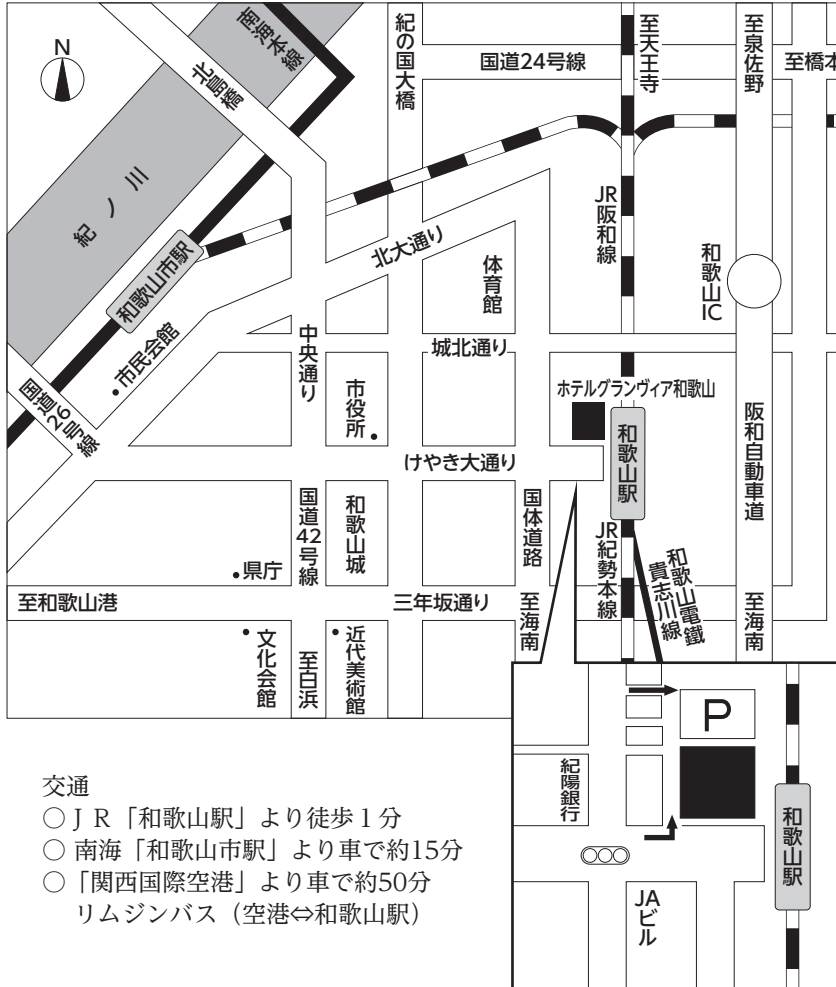 N
南海本線
北島橋
紀の国大橋
国道24号線
至天王寺
至泉佐野
至橋本
紀ノ川
和歌山市駅
北大通り
体育館
JR阪和線
和歌山IC
市民会館
中央通り
城北通り
国道26号線
市役所
ホテルグランヴィア和歌山
和歌山駅
阪和自動車道
けやき大通り
国道42号線
和歌山城
国体道路
JR紀勢本線
和歌山電鐵
貴志川線
県庁
至和歌山港
三年坂通り
至海南
至海南
文化会館
至白浜
近代美術館
P
紀陽銀行
和歌山駅
JAビル
交通
○ＪＲ「和歌山駅」より徒歩１分
○ 南海「和歌山市駅」より車で約15分
○「関西国際空港」より車で約50分
リムジンバス（空港⇔和歌山駅）